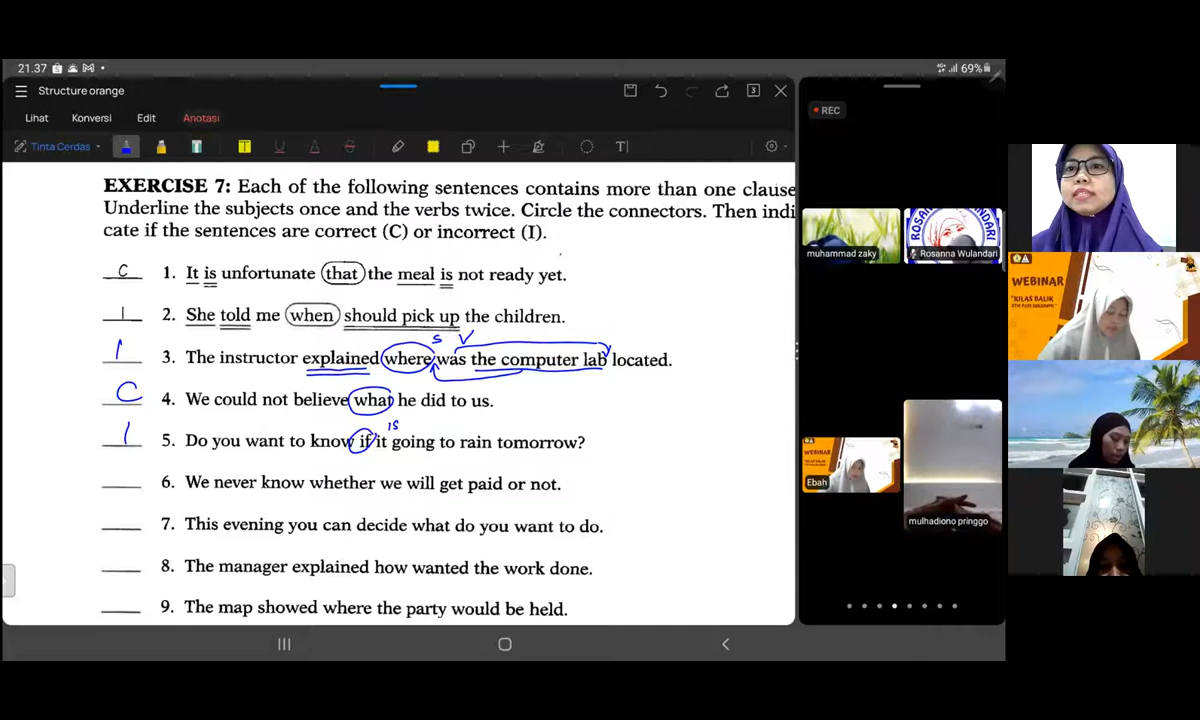 21.37
69%
Structure orange
3
Lihat Konversi Edit Anotasi
Tinta Cerdas
EXERCISE 7: Each of the following sentences contains more than one clause
Underline the subjects once and the verbs twice. Circle the connectors. Then indi
cate if the sentences are correct (C) or incorrect (I).
C 1. It is unfortunate that the meal is not ready yet.
I 2. She told me when should pick up the children.
S V
I 3. The instructor explained where was the computer lab located.
C 4. We could not believe what he did to us.
is
I 5. Do you want to know if it going to rain tomorrow?
6. We never know whether we will get paid or not.
7. This evening you can decide what do you want to do.
8. The manager explained how wanted the work done.
9. The map showed where the party would be held.
REC
muhammad zaky
Rosanna Wulandari
WEBINAR
Ebah
mulhadiono pringgo
WEBINAR
"KILAS BALIK